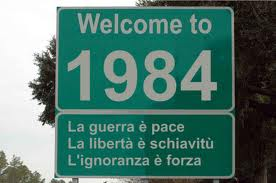 Welcome to
1984
La guerra è pace
La libertà è schiavitù
L'ignoranza è forza